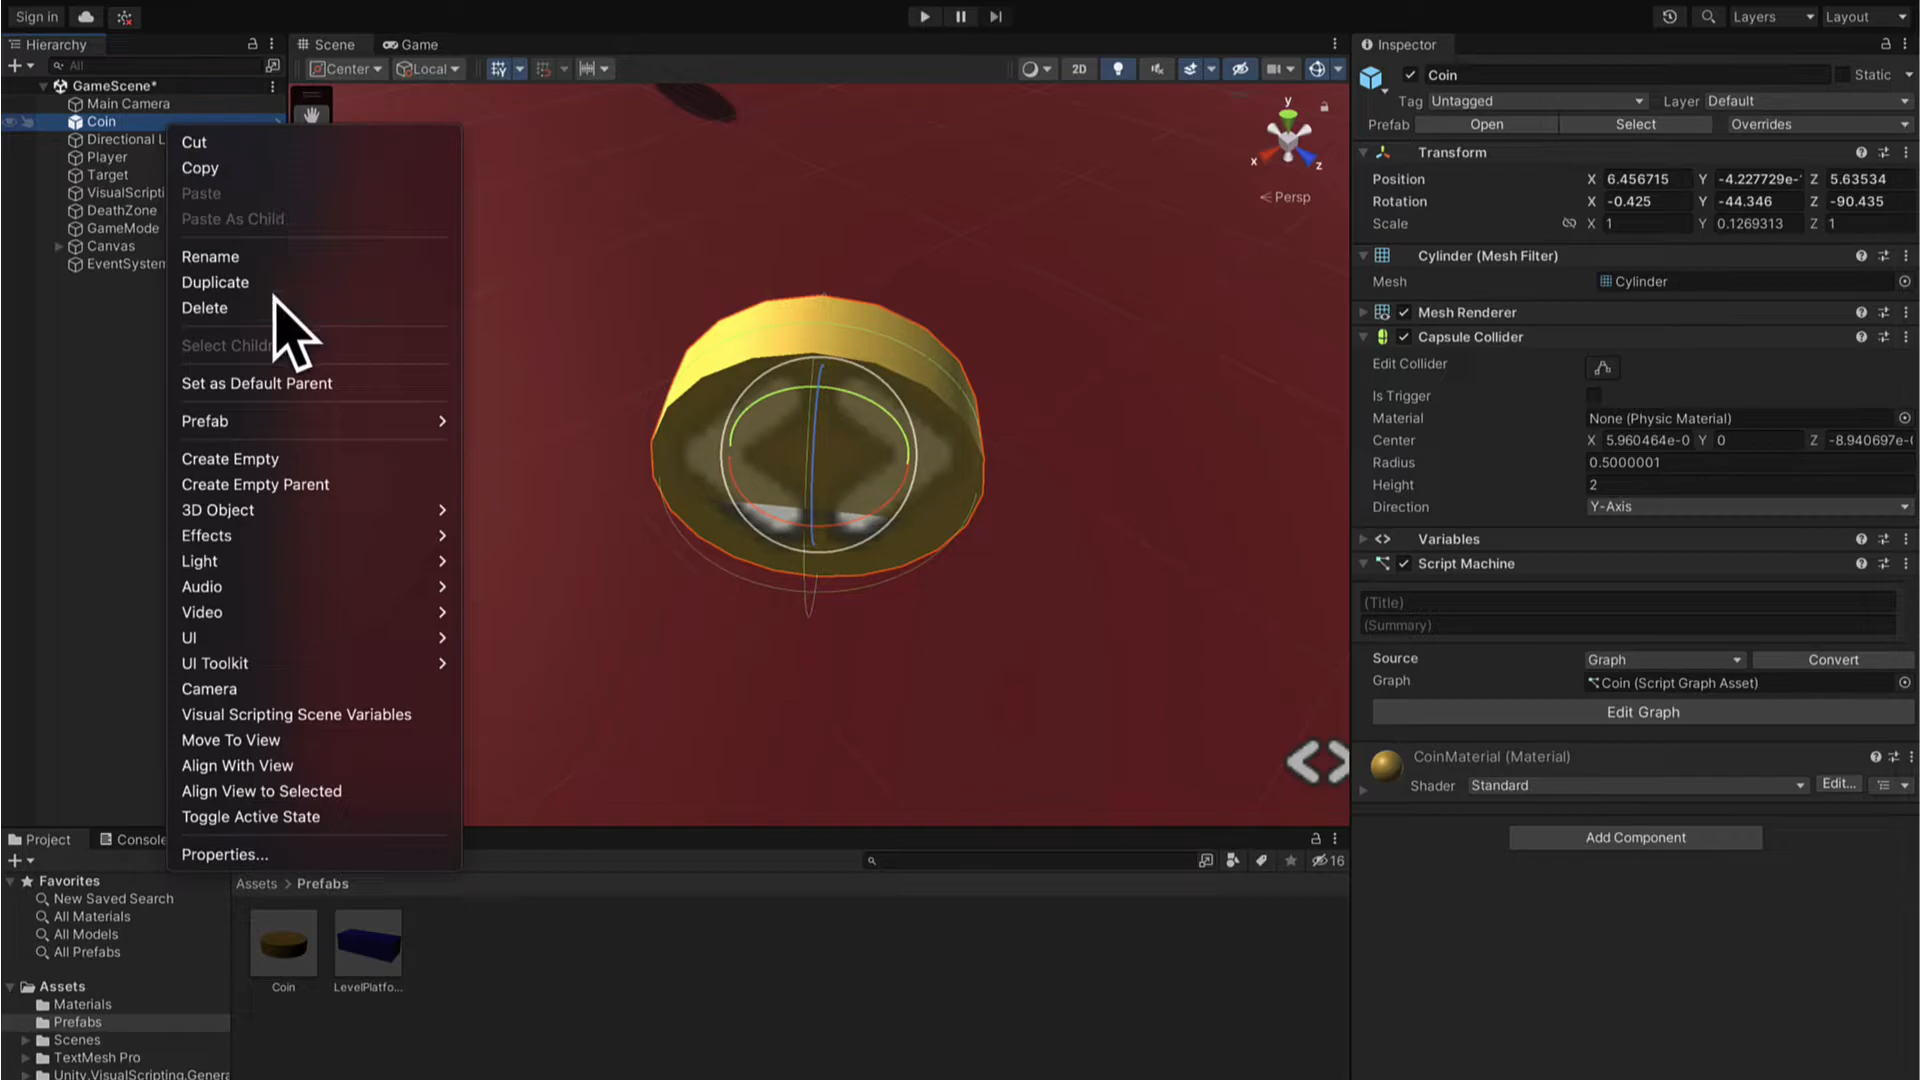 Sign in
Layers
Layout
Hierarchy
All
GameScene*
Main Camera
Coin
Directional L
Player
Target
VisualScripti
DeathZone
GameMode
Canvas
EventSystem
Cut
Copy
Paste
Paste As Child
Rename
Duplicate
Delete
Select Childr
Set as Default Parent
Prefab
Create Empty
Create Empty Parent
3D Object
Effects
Light
Audio
Video
UI
UI Toolkit
Camera
Visual Scripting Scene Variables
Move To View
Align With View
Align View to Selected
Toggle Active State
Properties...
Scene
Game
Center
Local
2D
y
x
z
Persp
Inspector
Coin
Static
Tag Untagged
Layer Default
Prefab Open Select Overrides
Transform
Position X 6.456715 Y -4.227729e- Z 5.63534
Rotation X -0.425 Y -44.346 Z -90.435
Scale X 1 Y 0.1269313 Z 1
Cylinder (Mesh Filter)
Mesh Cylinder
Mesh Renderer
Capsule Collider
Edit Collider
Is Trigger
Material None (Physic Material)
Center X 5.960464e-0 Y 0 Z -8.940697e-
Radius 0.5000001
Height 2
Direction Y-Axis
Variables
Script Machine
(Title)
(Summary)
Source Graph Convert
Graph Coin (Script Graph Asset)
Edit Graph
CoinMaterial (Material)
Shader Standard Edit...
Add Component
Project
Console
16
Favorites
New Saved Search
All Materials
All Models
All Prefabs
Assets
Materials
Prefabs
Scenes
TextMesh Pro
Unity.VisualScripting.Genera
Assets > Prefabs
Coin
LevelPlatfo...